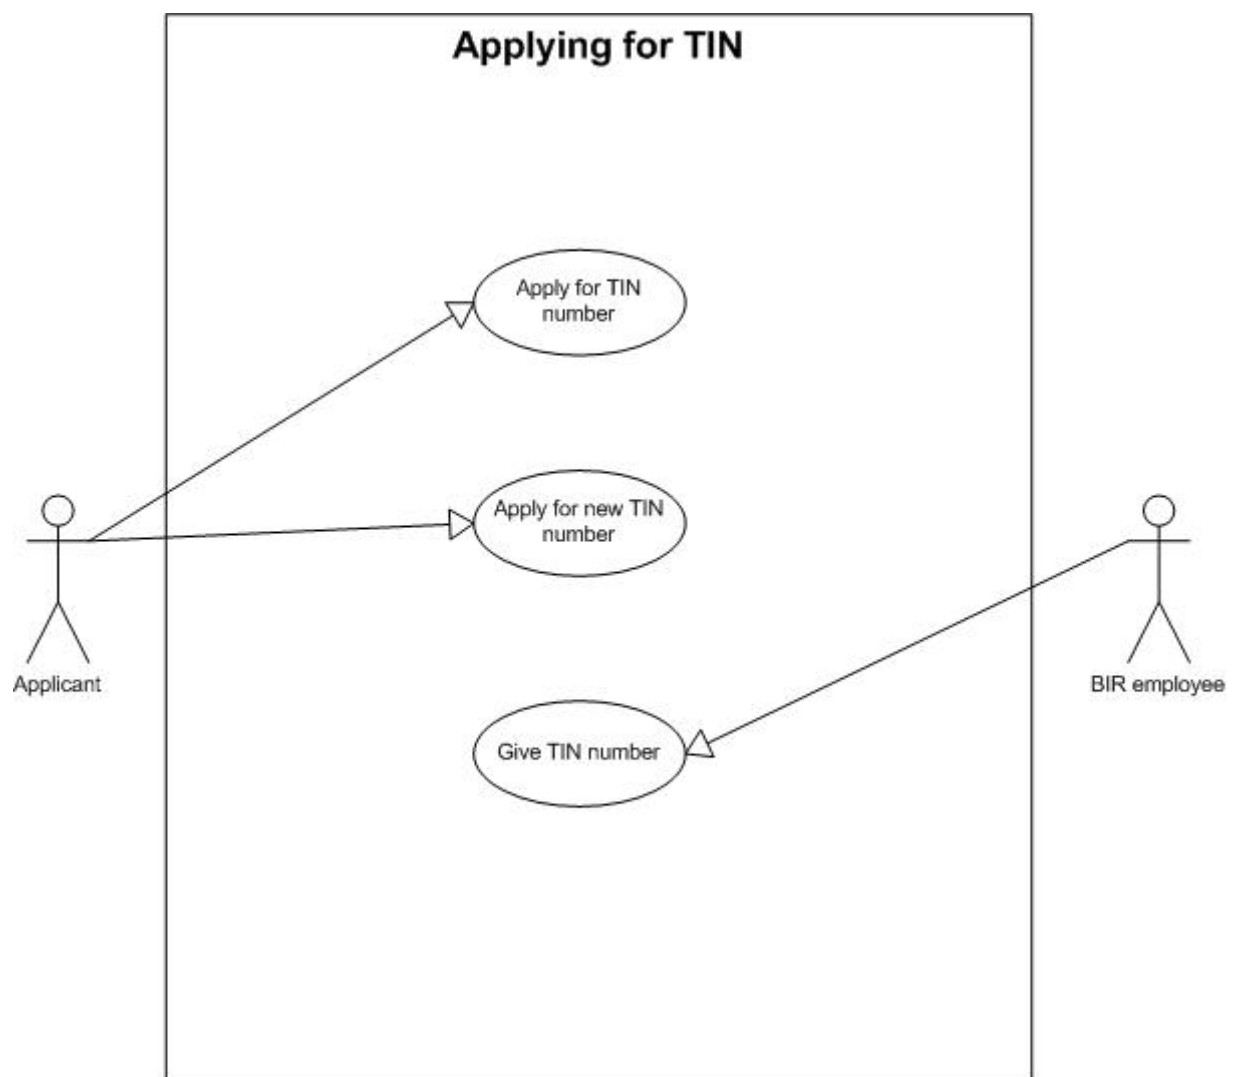 Applying for TIN
Apply for TIN
number
Apply for new TIN
number
Applicant
BIR employee
Give TIN number